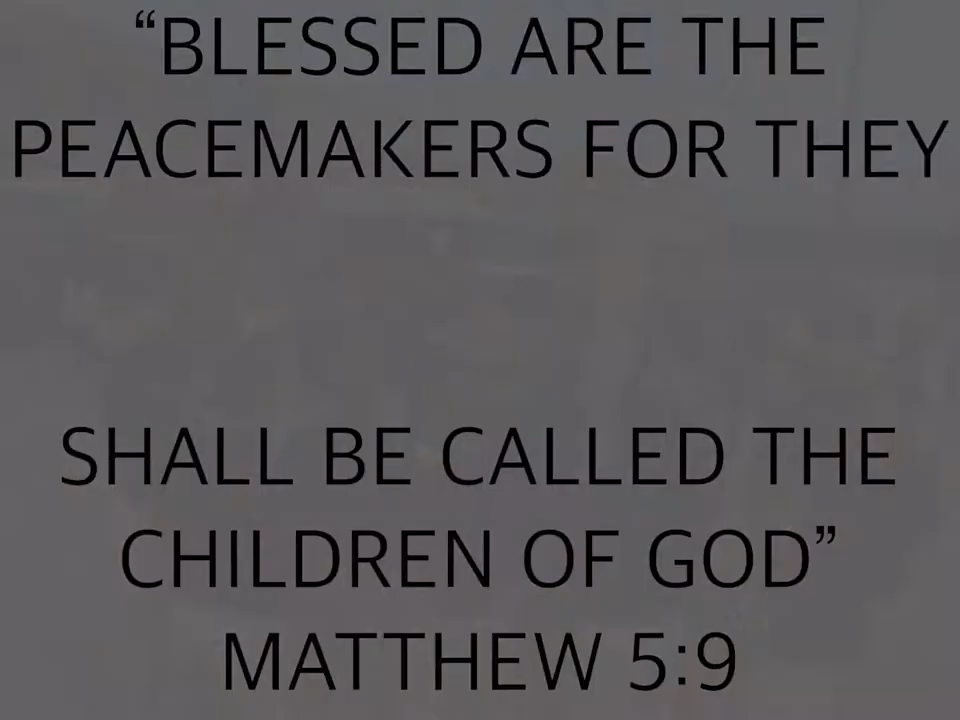 “BLESSED ARE THE
PEACEMAKERS FOR THEY
SHALL BE CALLED THE
CHILDREN OF GOD”
MATTHEW 5:9